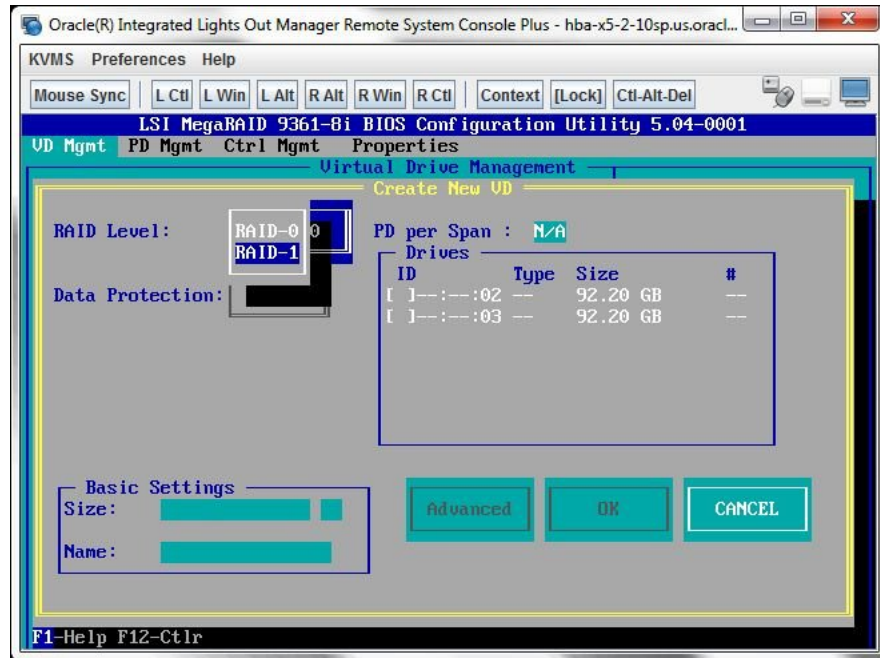 Oracle(R) Integrated Lights Out Manager Remote System Console Plus - hba-x5-2-10sp.us.oracl...
KVMS Preferences Help
Mouse Sync L Ctl L Win L Alt R Alt R Win R Ctl Context [Lock] Ctl-Alt-Del
LSI MegaRAID 9361-8i BIOS Configuration Utility 5.04-0001
VD Mgmt PD Mgmt Ctrl Mgmt Properties
Virtual Drive Management
Create New VD
RAID Level: RAID-0 0 PD per Span : N/A
RAID-1 Drives
ID Type Size #
Data Protection: [ ]--:--:02 -- 92.20 GB --
[ ]--:--:03 -- 92.20 GB --
Basic Settings
Size: Advanced OK CANCEL
Name:
F1-Help F12-Ctlr